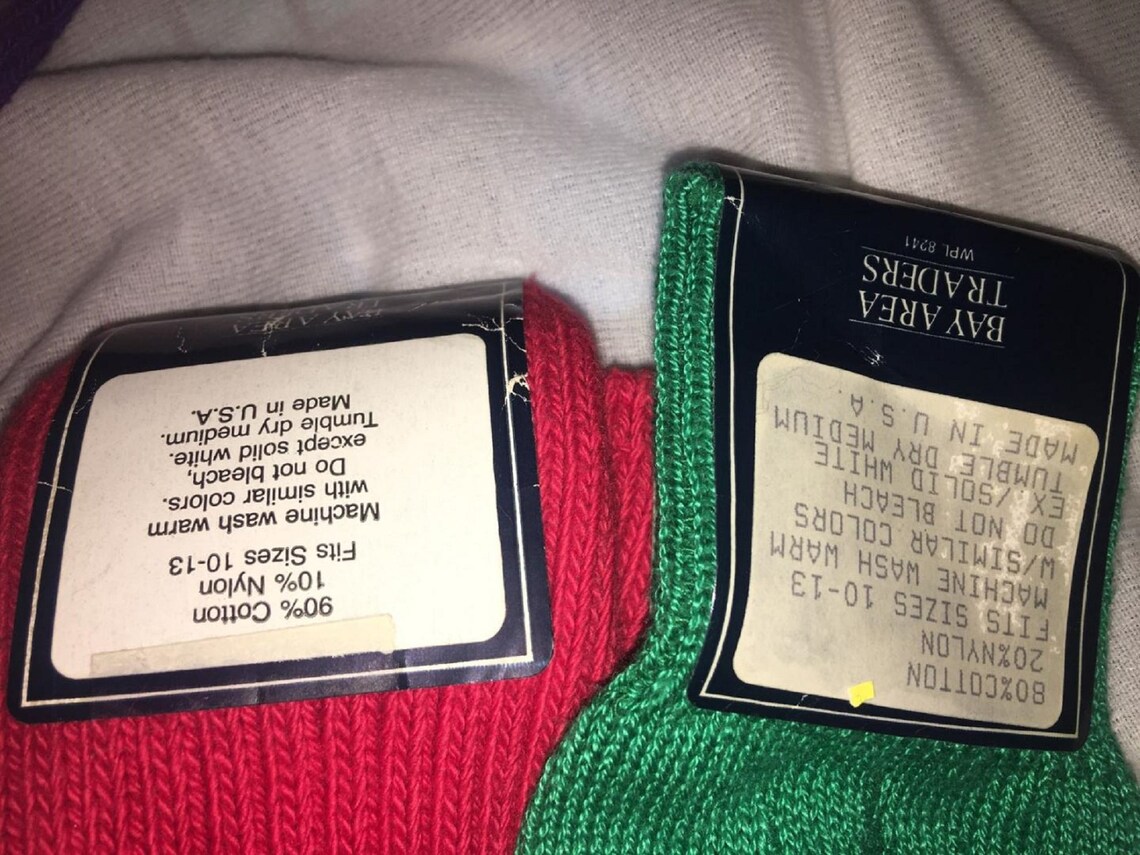 90% Cotton
10% Nylon
Fits Sizes 10-13
Machine wash warm
with similar colors.
Do not bleach,
except solid white.
Tumble dry medium.
Made in U.S.A.
BAY AREA
BAY AREA
TRADERS
WPL 8241
80%COTTON
20%NYLON
FITS SIZES 10-13
MACHINE WASH WARM
W/SIMILAR COLORS
DO NOT BLEACH
EX/SOLID WHITE
TUMBLE DRY MEDIUM
MADE IN U.S.A.